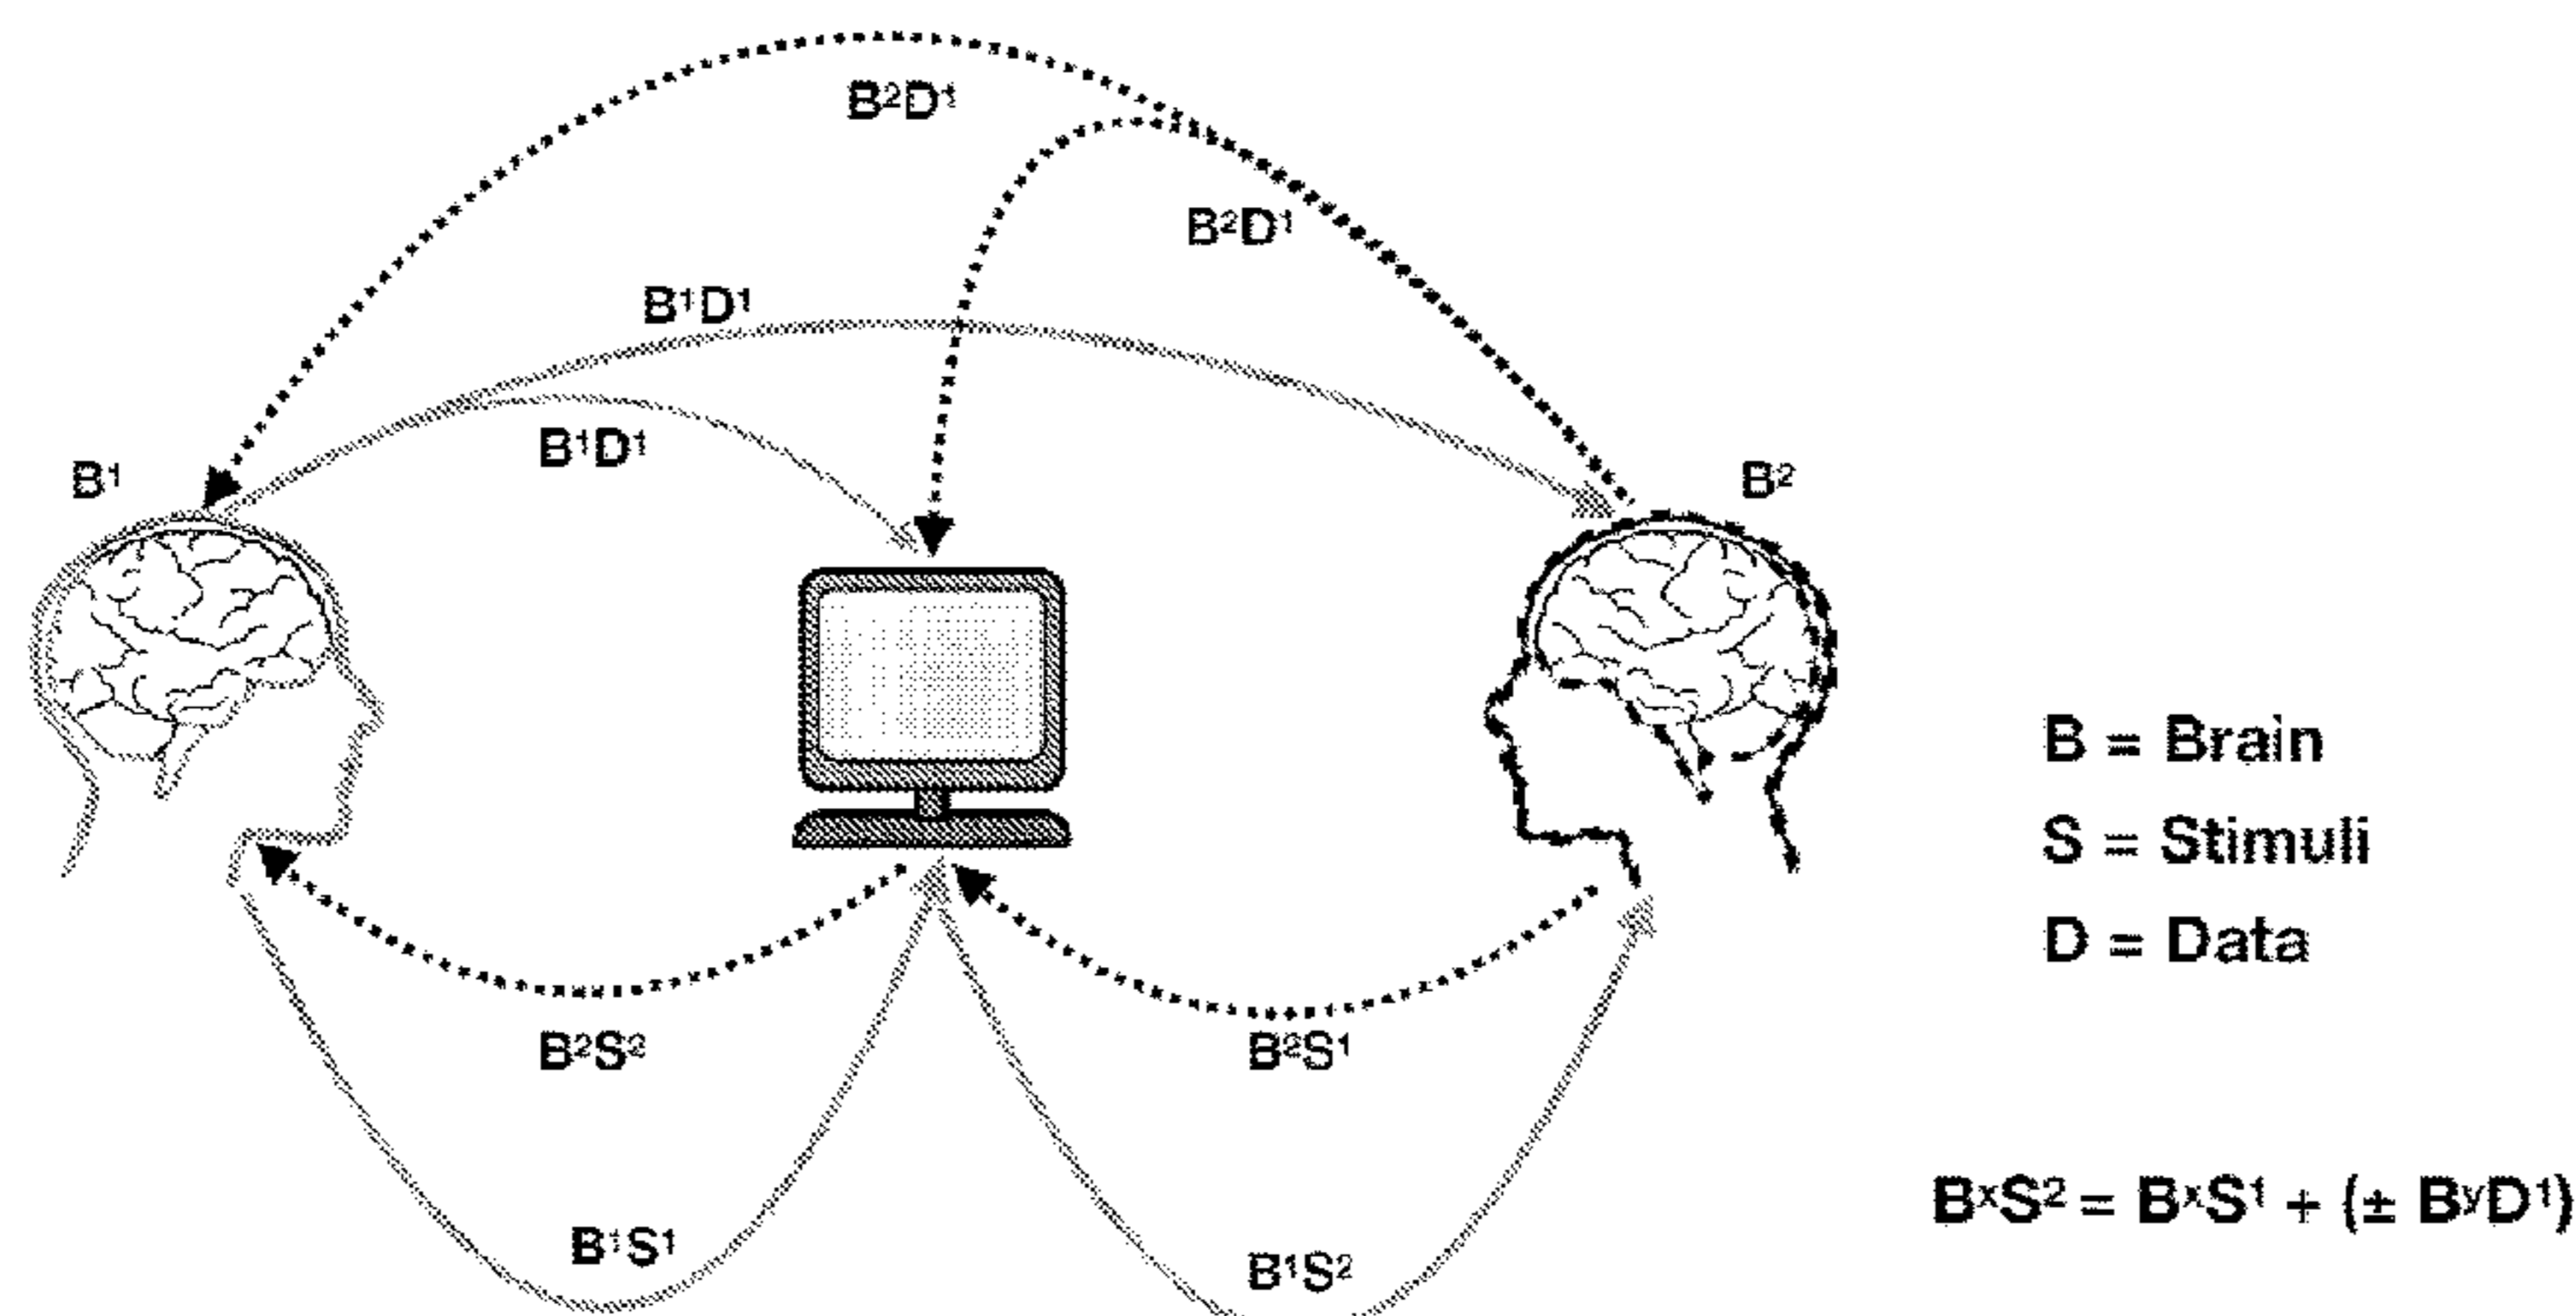 B²D¹
B²D¹
B¹D¹
B¹D¹
B¹
B²
B = Brain
S = Stimuli
D = Data
B²S²
B²S¹
B¹S¹
B¹S²
BˣS² = BˣS¹ + (± BʸD¹)